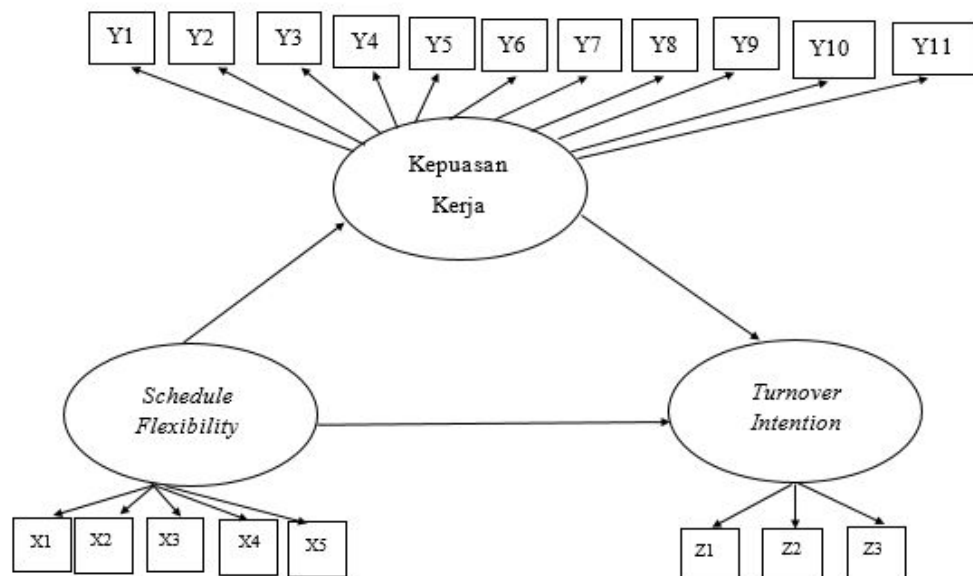 Y1 Y2 Y3 Y4 Y5 Y6 Y7 Y8 Y9 Y10 Y11
Kepuasan
Kerja
Schedule
Flexibility
Turnover
Intention
X1 X2 X3 X4 X5
Z1 Z2 Z3